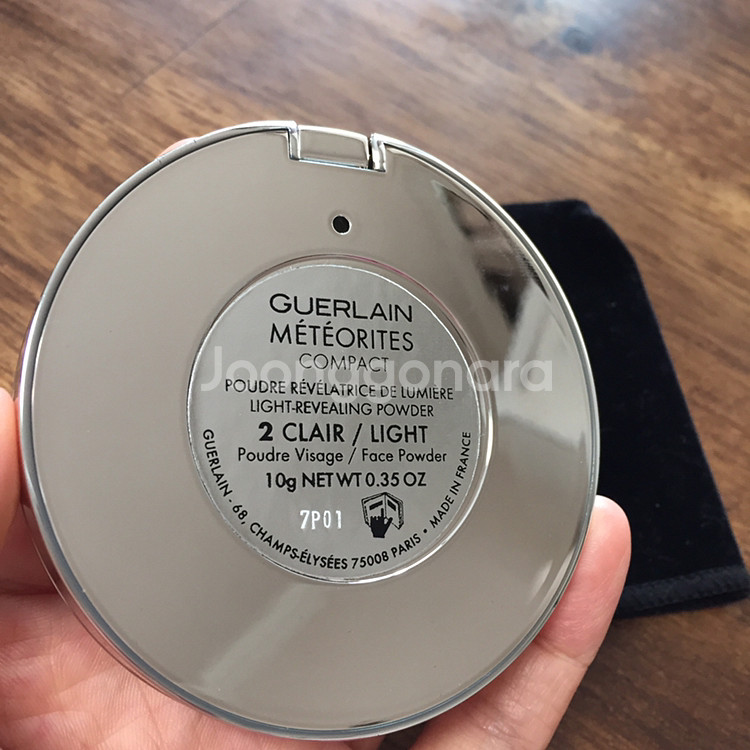 GUERLAIN
MÉTÉORITES
COMPACT
Joonggonara
POUDRE RÉVÉLATRICE DE LUMIÈRE
LIGHT-REVEALING POWDER
2 CLAIR / LIGHT
Poudre Visage / Face Powder
10g NET WT 0.35 OZ
7P01
GUERLAIN - 68, CHAMPS-ÉLYSÉES 75008 PARIS • MADE IN FRANCE